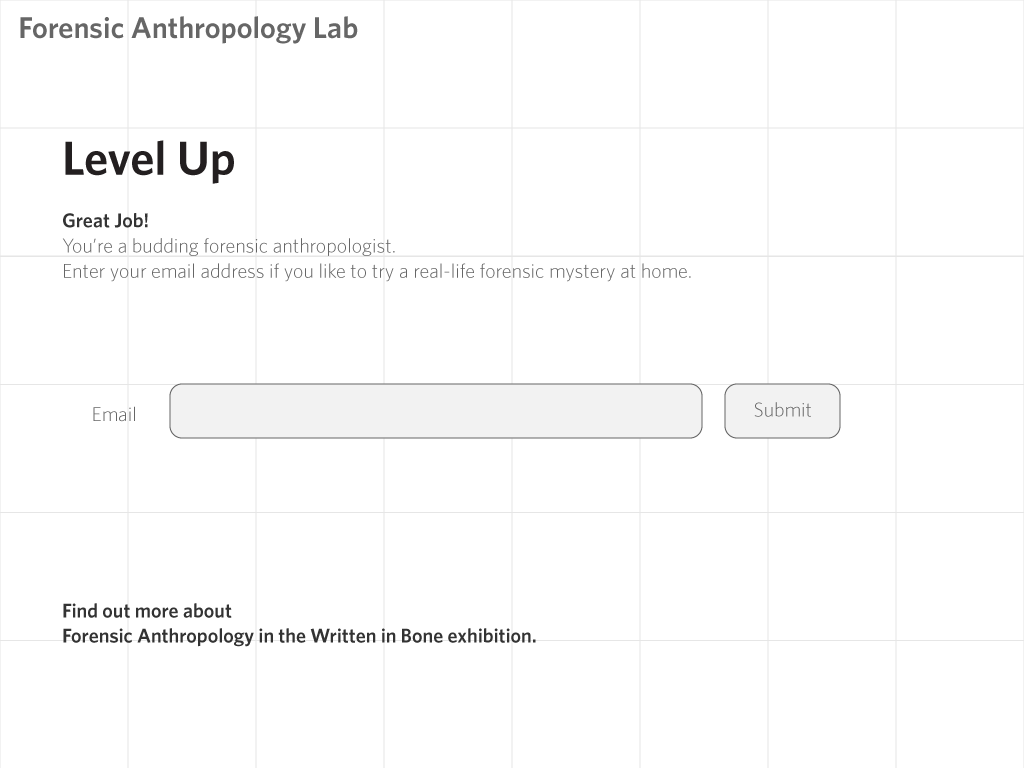 Forensic Anthropology Lab
Level Up
Great Job!
You're a budding forensic anthropologist.
Enter your email address if you like to try a real-life forensic mystery at home.
Email
Submit
Find out more about
Forensic Anthropology in the Written in Bone exhibition.